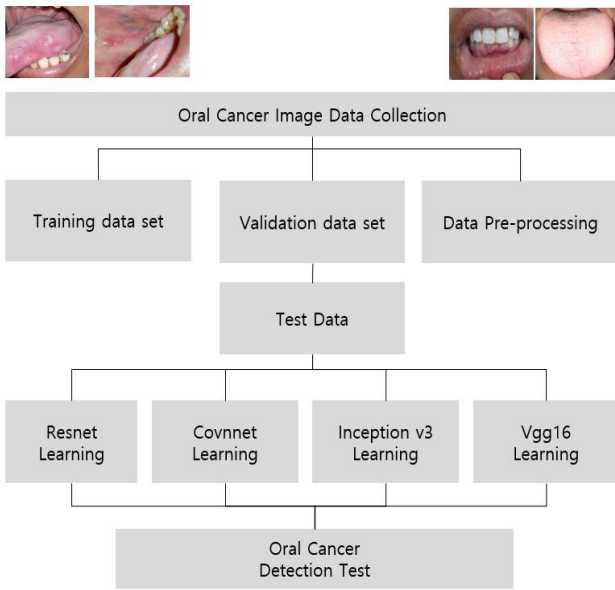 Oral Cancer Image Data Collection
Training data set
Validation data set
Data Pre-processing
Test Data
Resnet
Learning
Covnnet
Learning
Inception v3
Learning
Vgg16
Learning
Oral Cancer
Detection Test